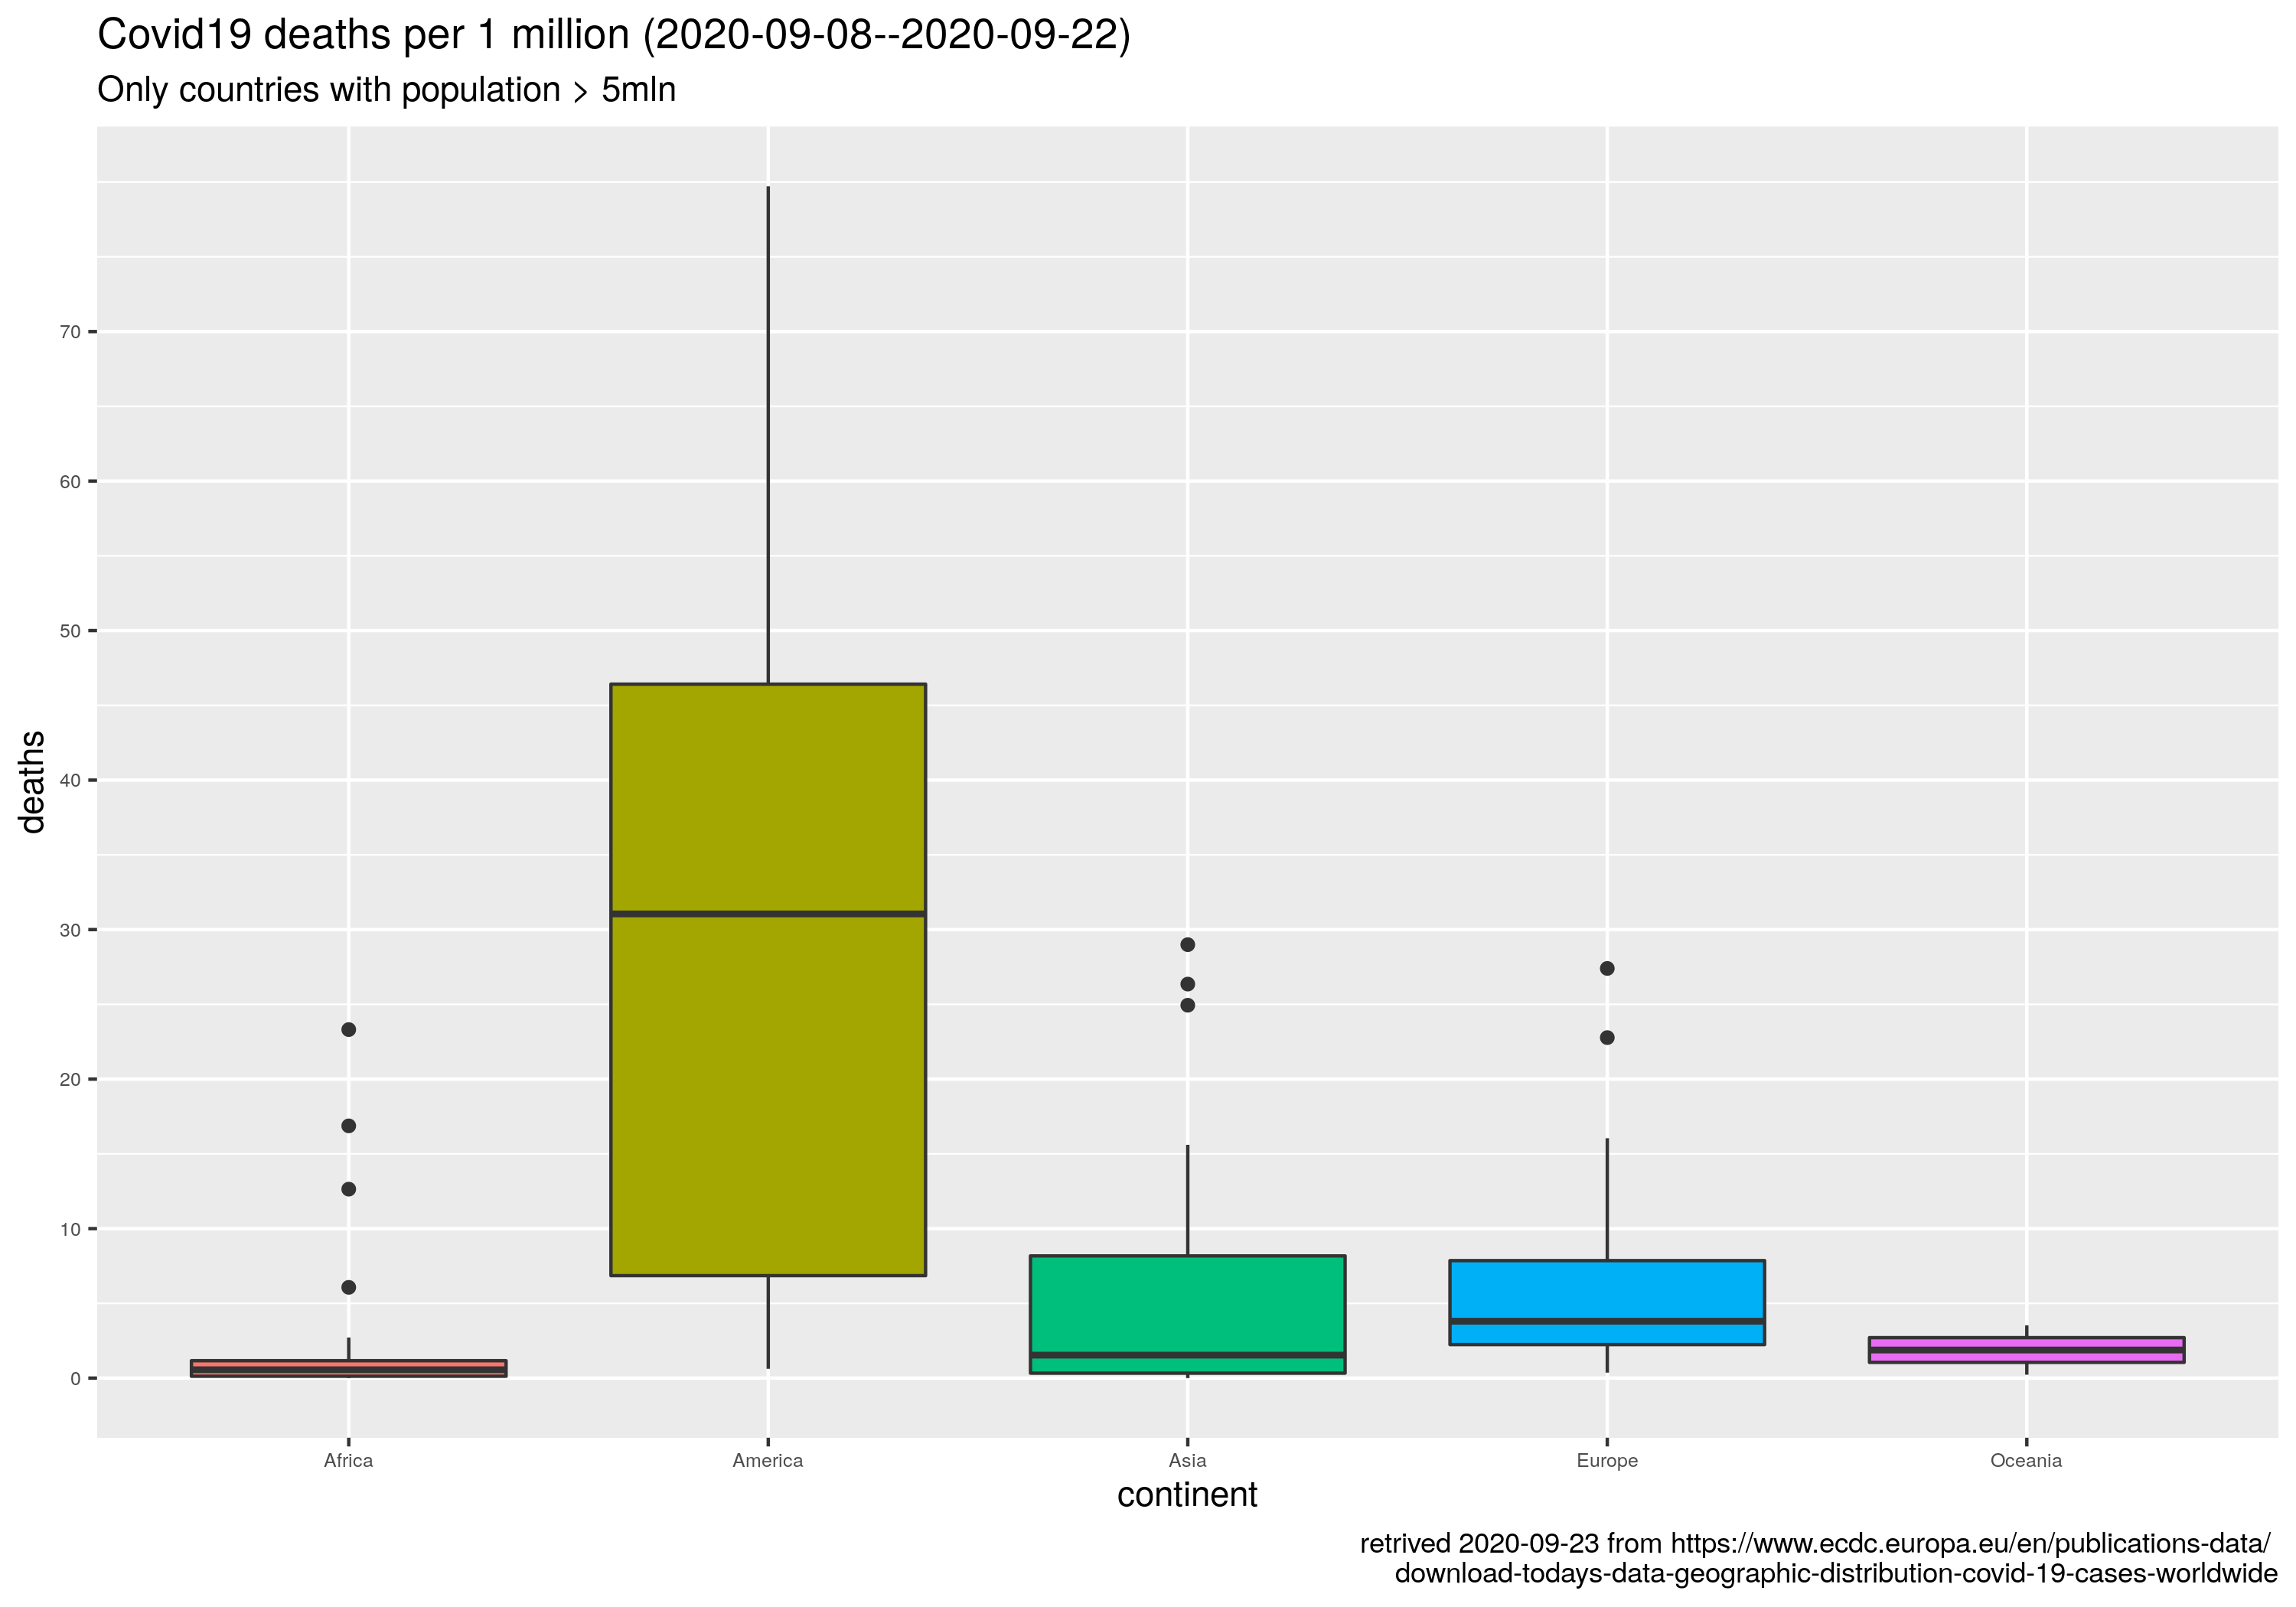 Covid19 deaths per 1 million (2020-09-08--2020-09-22)
Only countries with population > 5mln
deaths
70
60
50
40
30
20
10
0
Africa
America
Asia
Europe
Oceania
continent
retrived 2020-09-23 from https://www.ecdc.europa.eu/en/publications-data/
download-todays-data-geographic-distribution-covid-19-cases-worldwide